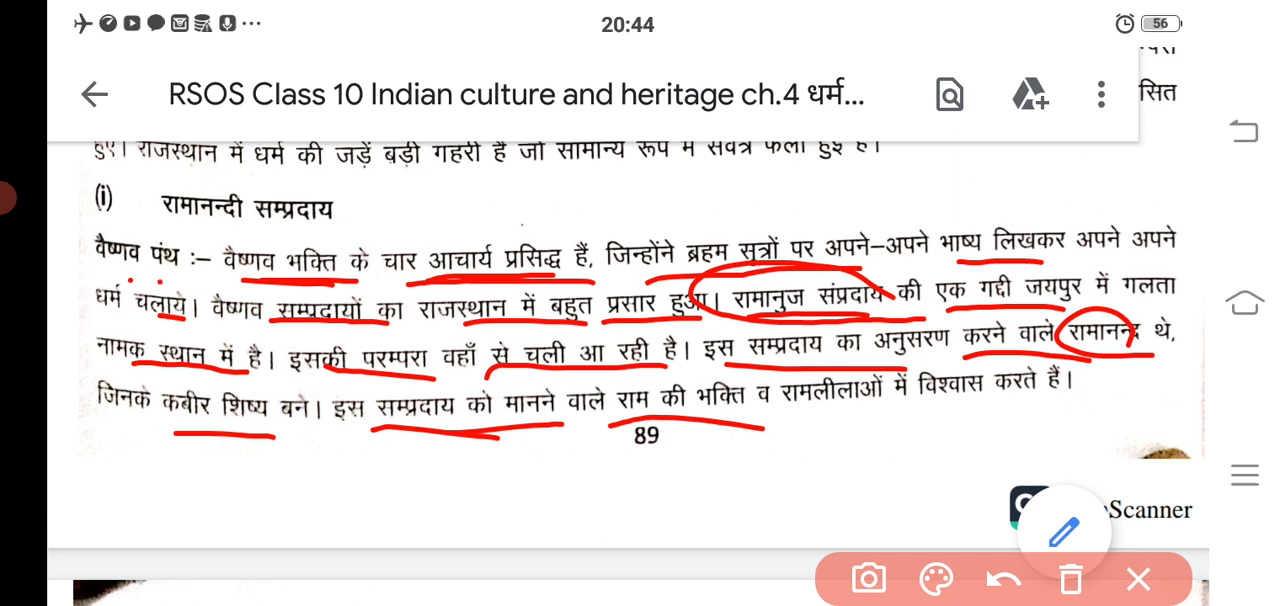 20:44
56
RSOS Class 10 Indian culture and heritage ch.4 धर्म...
सित
हुए। राजस्थान में धर्म की जड़ें बड़ी गहरी हैं जो सामान्य रूप में सर्वत्र फैली हुई हैं।
(i) रामानन्दी सम्प्रदाय
वैष्णव पंथ :– वैष्णव भक्ति के चार आचार्य प्रसिद्ध हैं, जिन्होंने ब्रहम सूत्रों पर अपने–अपने भाष्य लिखकर अपने अपने
धर्म चलाये। वैष्णव सम्प्रदायों का राजस्थान में बहुत प्रसार हुआ। रामानुज संप्रदाय की एक गद्दी जयपुर में गलता
नामक स्थान में है। इसकी परम्परा वहाँ से चली आ रही है। इस सम्प्रदाय का अनुसरण करने वाले रामानन्द थे,
जिनके कबीर शिष्य बने। इस सम्प्रदाय को मानने वाले राम की भक्ति व रामलीलाओं में विश्वास करते हैं।
89
Scanner